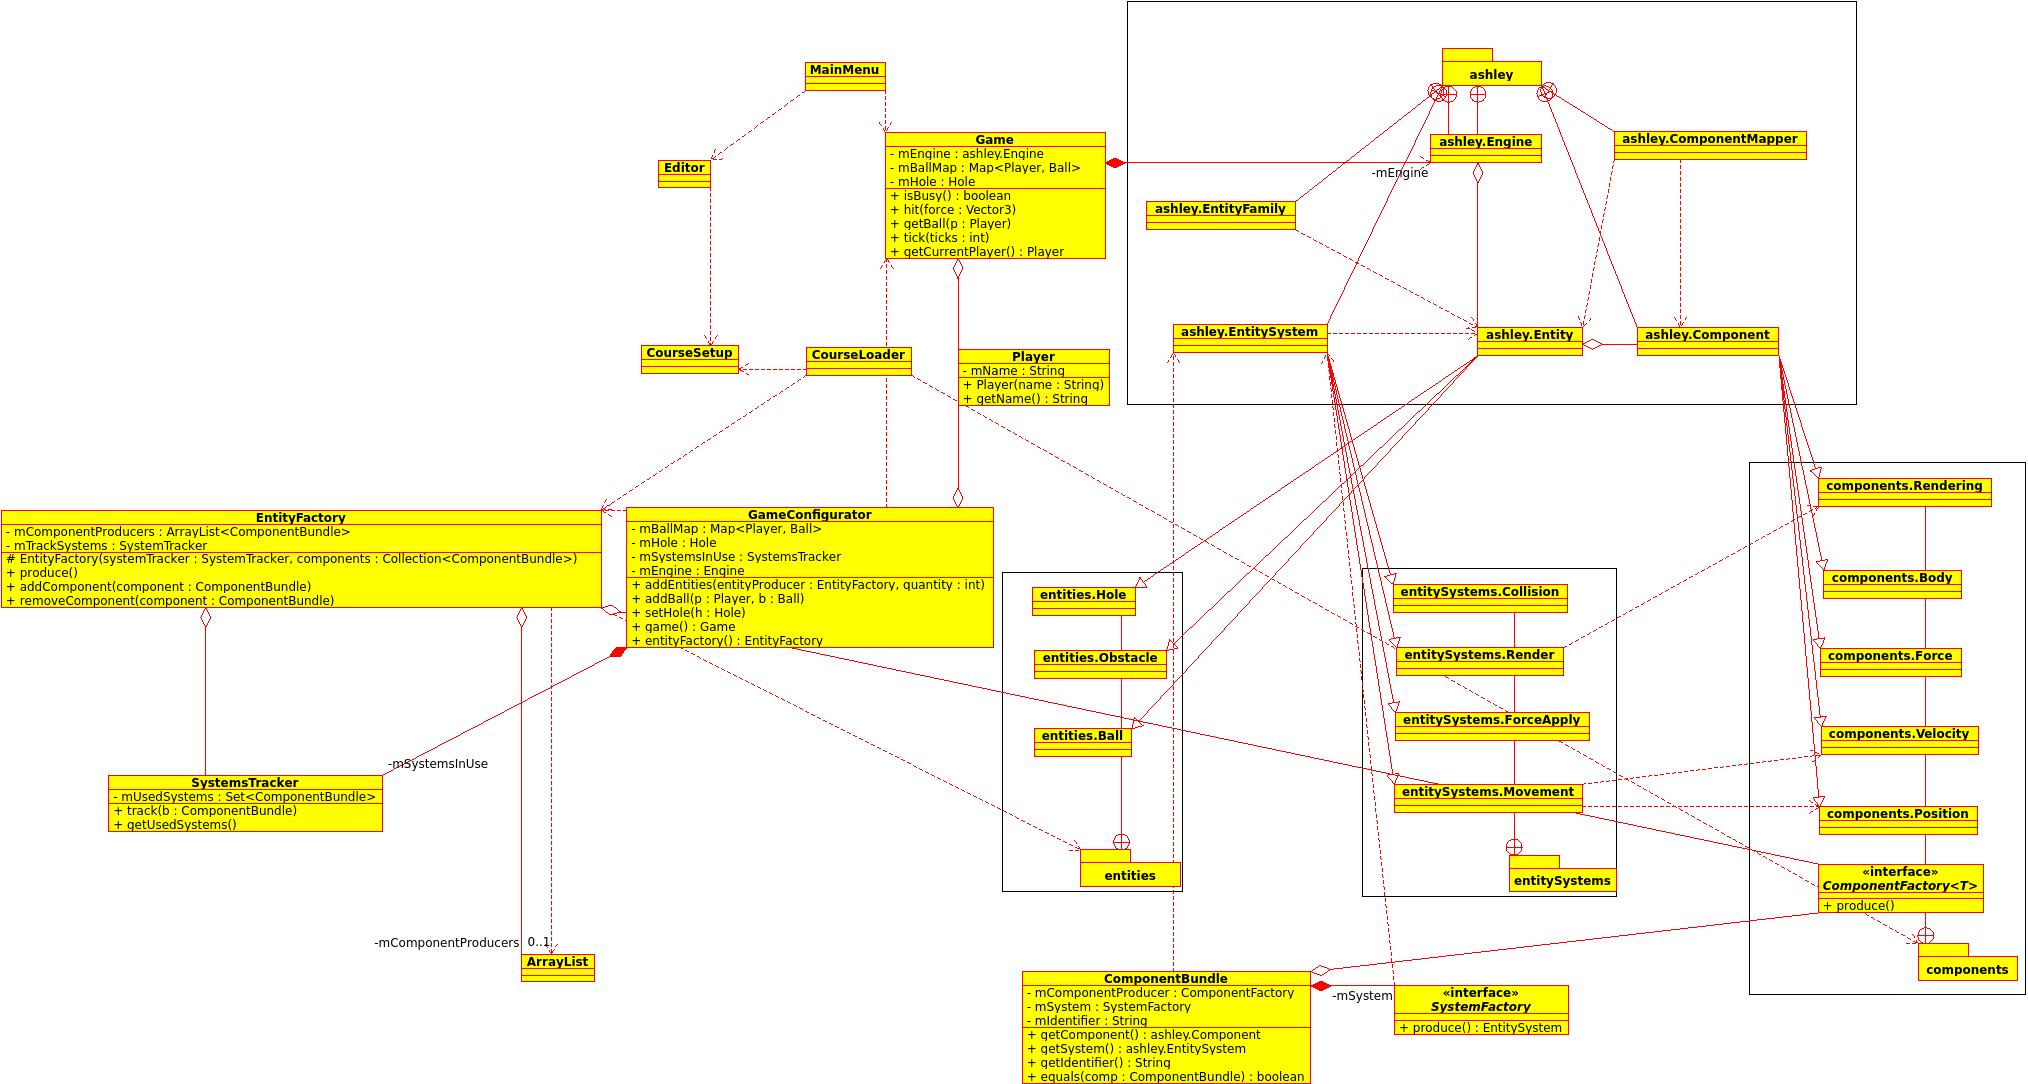 ashley
MainMenu
Game
- mEngine : ashley.Engine
- mBallMap : Map<Player, Ball>
- mHole : Hole
+ isBusy() : boolean
+ hit(force : Vector3)
+ getBall(p : Player)
+ tick(ticks : int)
+ getCurrentPlayer() : Player
ashley.Engine
-mEngine
ashley.ComponentMapper
Editor
ashley.EntityFamily
ashley.EntitySystem
ashley.Entity
ashley.Component
CourseSetup
CourseLoader
Player
- mName : String
+ Player(name : String)
+ getName() : String
EntityFactory
- mComponentProducers : ArrayList<ComponentBundle>
- mTrackSystems : SystemTracker
# EntityFactory(systemTracker : SystemTracker, components : Collection<ComponentBundle>)
+ produce()
+ addComponent(component : ComponentBundle)
+ removeComponent(component : ComponentBundle)
GameConfigurator
- mBallMap : Map<Player, Ball>
- mHole : Hole
- mSystemsInUse : SystemsTracker
- mEngine : Engine
+ addEntities(entityProducer : EntityFactory, quantity : int)
+ addBall(p : Player, b : Ball)
+ setHole(h : Hole)
+ game() : Game
+ entityFactory() : EntityFactory
entities.Hole
entities.Obstacle
entities.Ball
entities
entitySystems.Collision
entitySystems.Render
entitySystems.ForceApply
entitySystems.Movement
entitySystems
components.Rendering
components.Body
components.Force
components.Velocity
components.Position
«interface»
ComponentFactory<T>
+ produce()
components
-mSystemsInUse
SystemsTracker
- mUsedSystems : Set<ComponentBundle>
+ track(b : ComponentBundle)
+ getUsedSystems()
-mComponentProducers 0..1
ArrayList
ComponentBundle
- mComponentProducer : ComponentFactory
- mSystem : SystemFactory
- mIdentifier : String
+ getComponent() : ashley.Component
+ getSystem() : ashley.EntitySystem
+ getIdentifier() : String
+ equals(comp : ComponentBundle) : boolean
-mSystem
«interface»
SystemFactory
+ produce() : EntitySystem